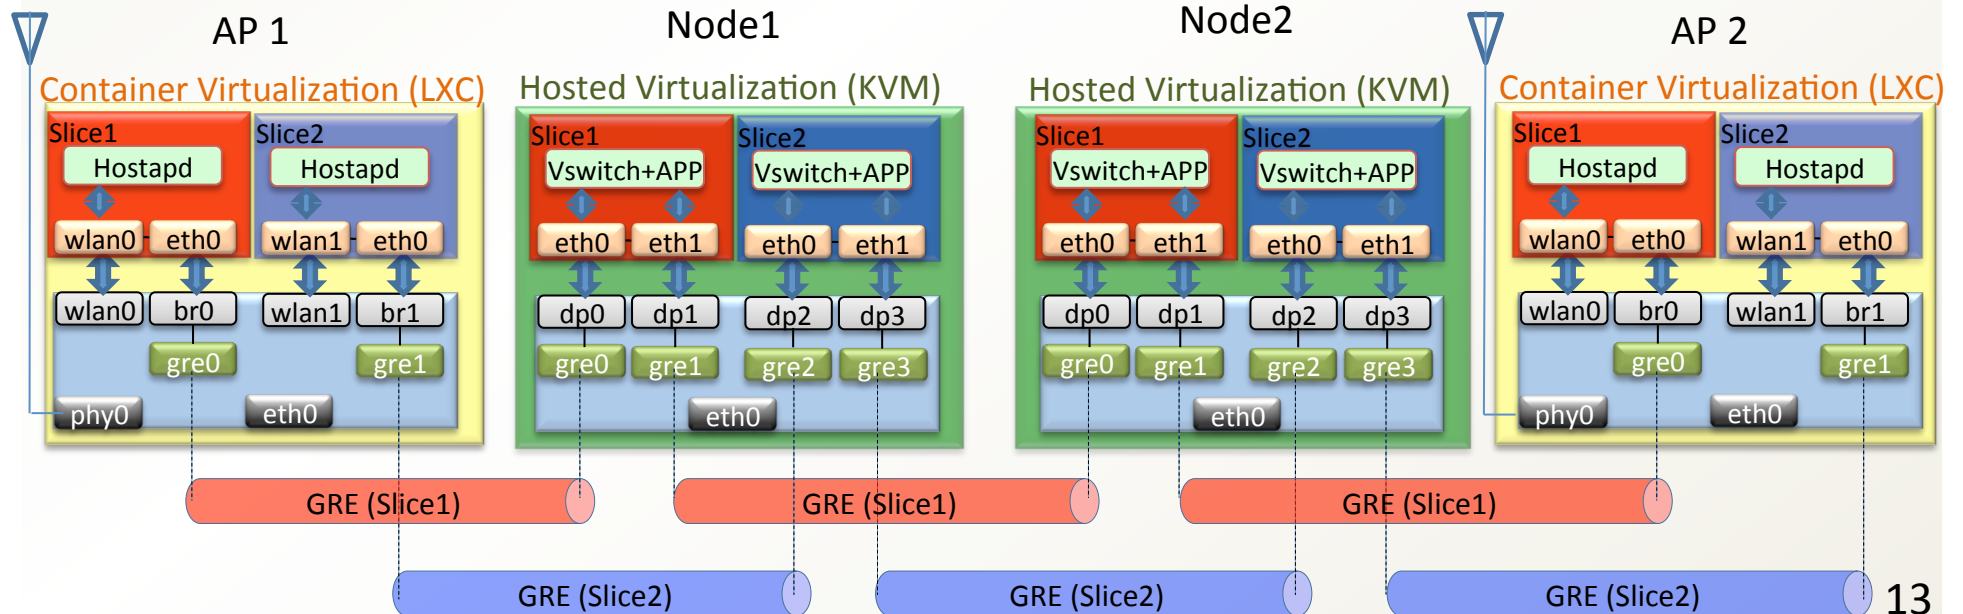 AP 1
Node1
Node2
AP 2
Container Virtualization (LXC)
Hosted Virtualization (KVM)
Hosted Virtualization (KVM)
Container Virtualization (LXC)
Slice1
Hostapd
wlan0
eth0
Slice2
Hostapd
wlan1
eth0
wlan0
br0
wlan1
br1
gre0
gre1
phy0
eth0
Slice1
Vswitch+APP
eth0
eth1
Slice2
Vswitch+APP
eth0
eth1
dp0
dp1
dp2
dp3
gre0
gre1
gre2
gre3
eth0
Slice1
Vswitch+APP
eth0
eth1
Slice2
Vswitch+APP
eth0
eth1
dp0
dp1
dp2
dp3
gre0
gre1
gre2
gre3
eth0
Slice1
Hostapd
wlan0
eth0
Slice2
Hostapd
wlan1
eth0
wlan0
br0
wlan1
br1
gre0
gre1
phy0
eth0
GRE (Slice1)
GRE (Slice1)
GRE (Slice1)
GRE (Slice2)
GRE (Slice2)
GRE (Slice2)
13